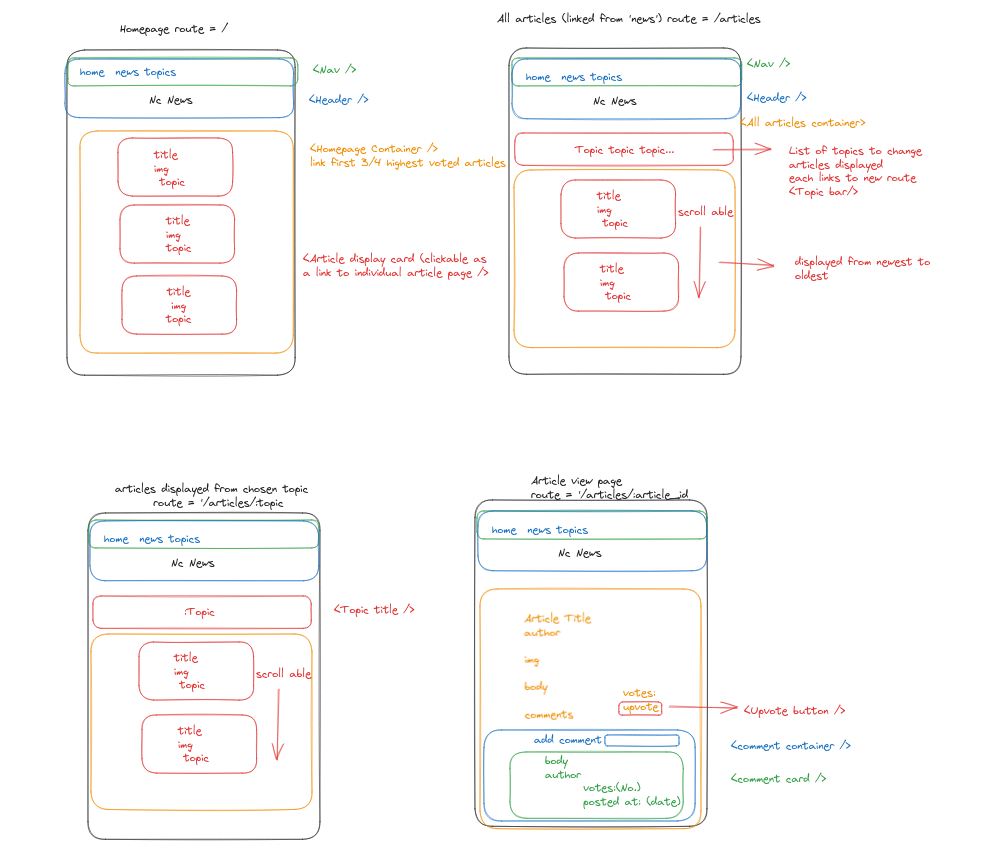 Homepage route = /
home news topics
<Nav />
Nc News
<Header />
<Homepage Container />
link first 3/4 highest voted articles
title
img
topic
title
img
topic
<Article display card (clickable as
a link to individual article page />
title
img
topic
All articles (linked from 'news') route = /articles
<Nav />
home news topics
<Header />
Nc News
<All articles container>
Topic topic topic...
List of topics to change
articles displayed
each links to new route
<Topic bar/>
title
img
topic
scroll able
title
img
topic
displayed from newest to
oldest
articles displayed from chosen topic
route = '/articles/:topic
home news topics
Nc News
:Topic
<Topic title />
title
img
topic
scroll able
title
img
topic
Article view page
route = '/articles/:article_id
home news topics
Nc News
Article Title
author
img
body
comments
votes:
upvote
<Upvote button />
add comment
<comment container />
body
author
votes:(No.)
posted at: (date)
<comment card />